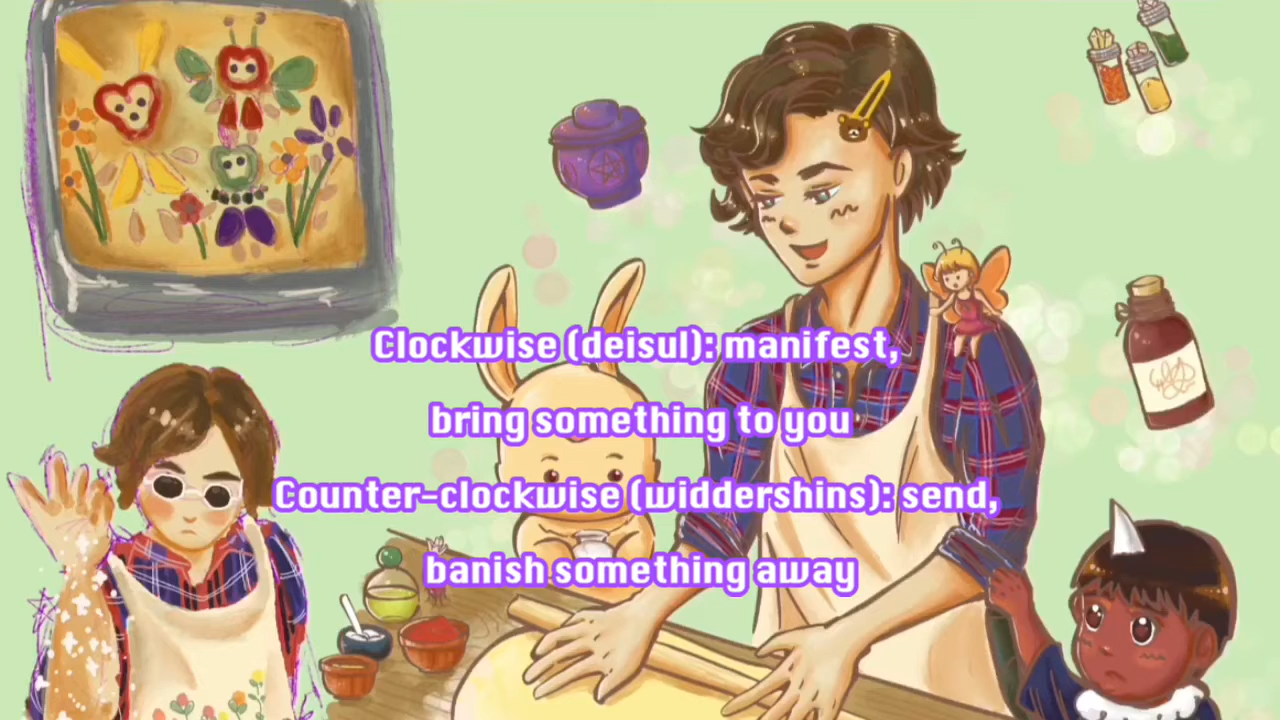 Clockwise (deisul): manifest,
bring something to you
Counter-clockwise (widdershins): send,
banish something away